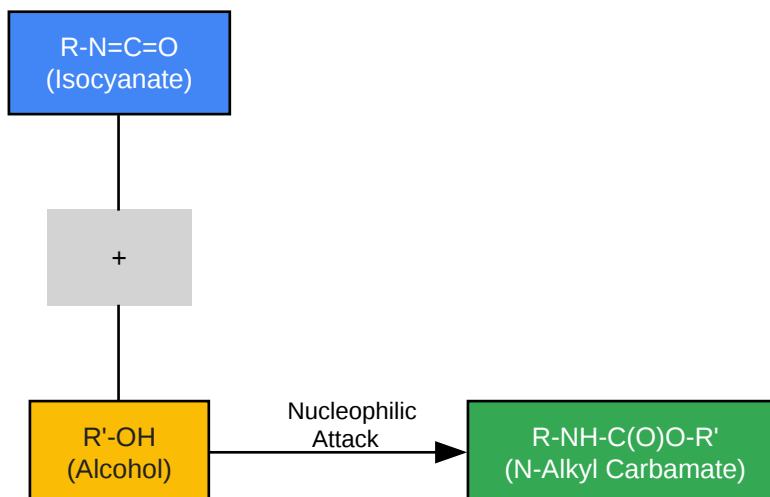 R-N=C=O
(Isocyanate)
+
R'-OH
(Alcohol)
Nucleophilic
Attack
R-NH-C(O)O-R'
(N-Alkyl Carbamate)